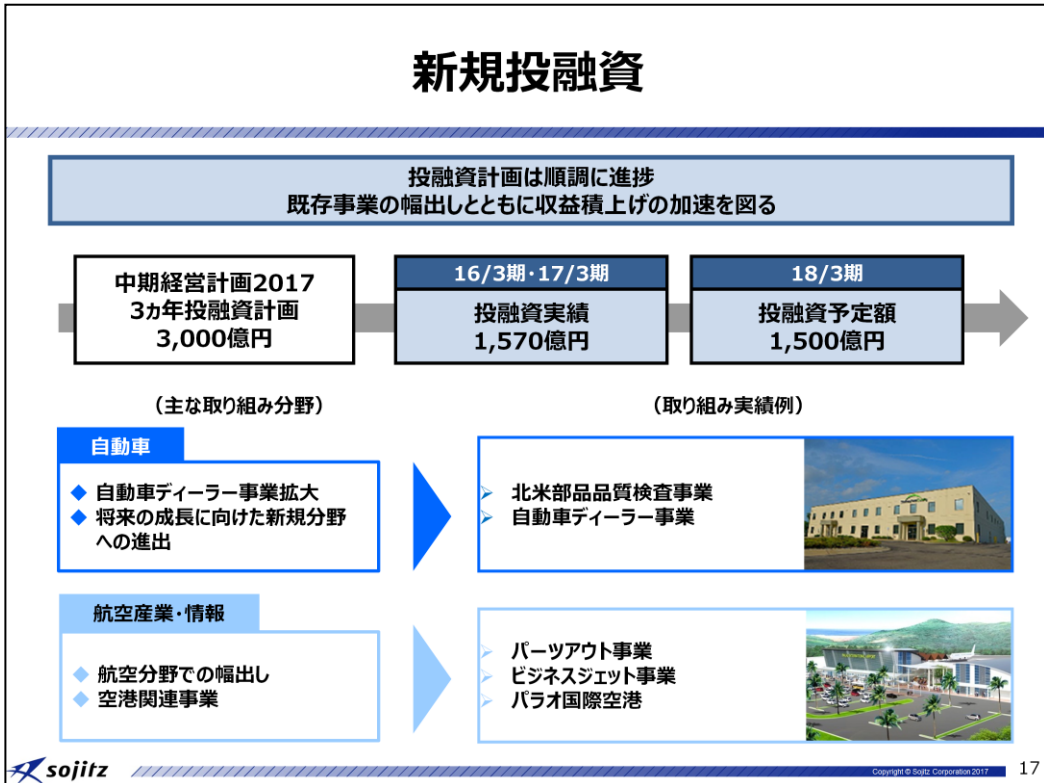 新規投融資
投融資計画は順調に進捗
既存事業の幅出しとともに収益積上げの加速を図る
中期経営計画2017
3ヵ年投融資計画
3,000億円
16/3期・17/3期
投融資実績
1,570億円
18/3期
投融資予定額
1,500億円
(主な取り組み分野)
(取り組み実績例)
自動車
◆ 自動車ディーラー事業拡大
◆ 将来の成長に向けた新規分野
への進出
➢ 北米部品品質検査事業
➢ 自動車ディーラー事業
航空産業・情報
◆ 航空分野での幅出し
◆ 空港関連事業
➢ パーツアウト事業
➢ ビジネスジェット事業
➢ パラオ国際空港
sojitz
Copyright © Sojitz Corporation 2017
17